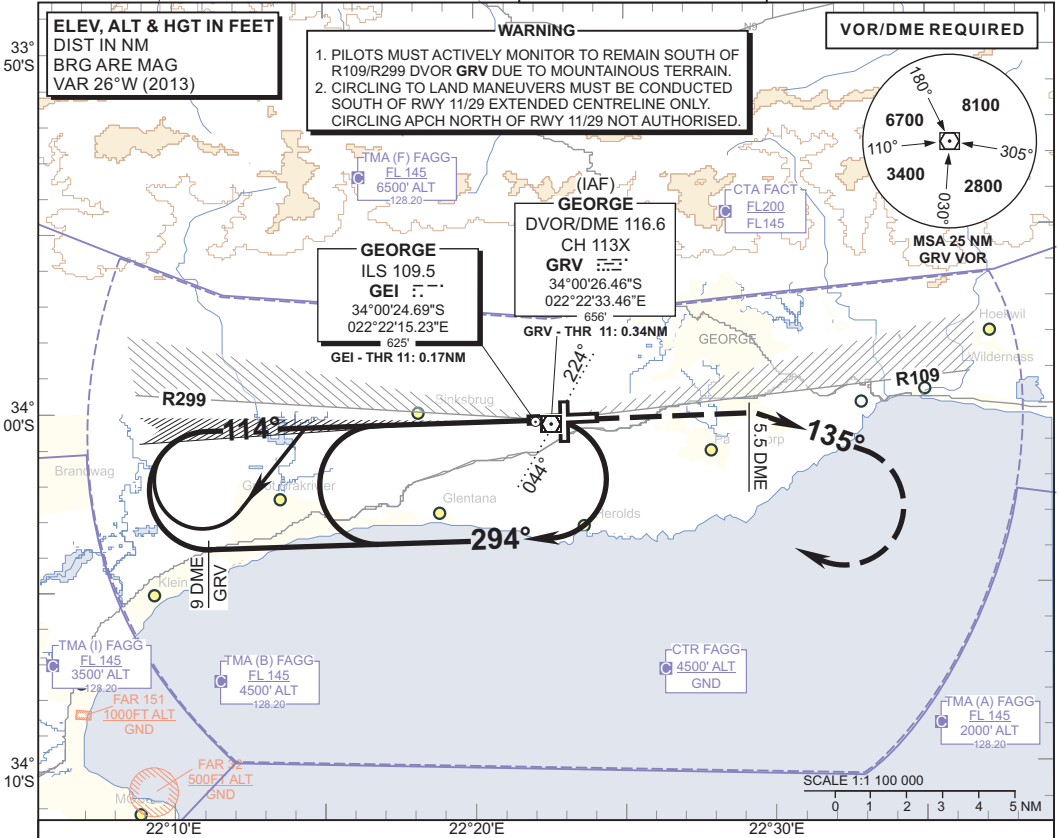 ELEV, ALT & HGT IN FEET
DIST IN NM
BRG ARE MAG
VAR 26°W (2013)
WARNING
1. PILOTS MUST ACTIVELY MONITOR TO REMAIN SOUTH OF
R109/R299 DVOR GRV DUE TO MOUNTAINOUS TERRAIN.
2. CIRCLING TO LAND MANEUVERS MUST BE CONDUCTED
SOUTH OF RWY 11/29 EXTENDED CENTRELINE ONLY.
CIRCLING APCH NORTH OF RWY 11/29 NOT AUTHORISED.
N9
VOR/DME REQUIRED
180°
8100
6700
110°
305°
3400
2800
030°
MSA 25 NM
GRV VOR
33°
50'S
TMA (F) FAGG
FL 145
6500' ALT
128.20
C
CTA FACT
FL200
FL145
C
(IAF)
GEORGE
DVOR/DME 116.6
CH 113X
GRV
34°00'26.46"S
022°22'33.46"E
656'
GRV - THR 11: 0.34NM
GEORGE
ILS 109.5
GEI
34°00'24.69"S
022°22'15.23"E
625'
GEI - THR 11: 0.17NM
Hoekwil
GEORGE
Wilderness
224°
R109
R299
34°
00'S
114°
135°
5.5 DME
044°
Brandwag
Glentana
294°
9 DME
GRV
Klein
TMA (I) FAGG
FL 145
3500' ALT
128.20
C
TMA (B) FAGG
FL 145
4500' ALT
128.20
C
CTR FAGG
4500' ALT
GND
C
TMA (A) FAGG
FL 145
2000' ALT
128.20
C
FAR 151
1000FT ALT
GND
500FT ALT
GND
34°
10'S
SCALE 1:1 100 000
0 1 2 3 4 5 NM
22°10'E
22°20'E
22°30'E